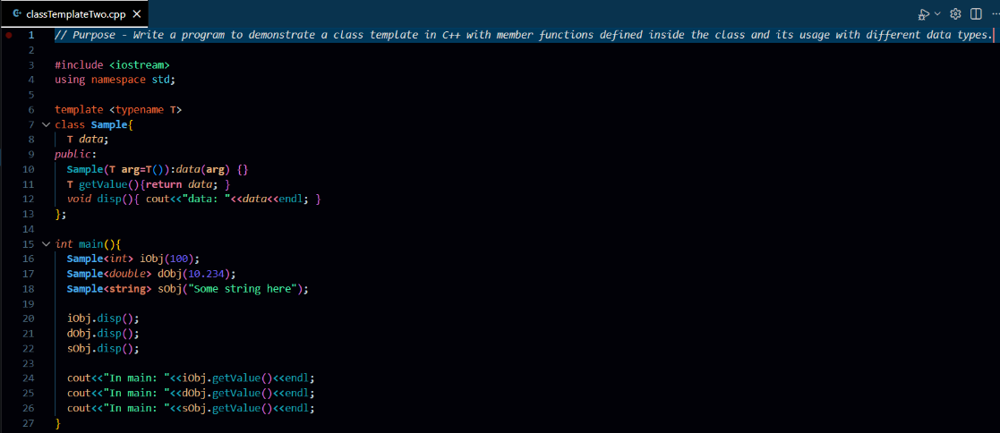 classTemplateTwo.cpp
1 // Purpose - Write a program to demonstrate a class template in C++ with member functions defined inside the class and its usage with different data types.
2
3 #include <iostream>
4 using namespace std;
5
6 template <typename T>
7 class Sample{
8 T data;
9 public:
10 Sample(T arg=T()):data(arg) {}
11 T getValue(){return data; }
12 void disp(){ cout<<"data: "<<data<<endl; }
13 };
14
15 int main(){
16 Sample<int> iObj(100);
17 Sample<double> dObj(10.234);
18 Sample<string> sObj("Some string here");
19
20 iObj.disp();
21 dObj.disp();
22 sObj.disp();
23
24 cout<<"In main: "<<iObj.getValue()<<endl;
25 cout<<"In main: "<<dObj.getValue()<<endl;
26 cout<<"In main: "<<sObj.getValue()<<endl;
27 }